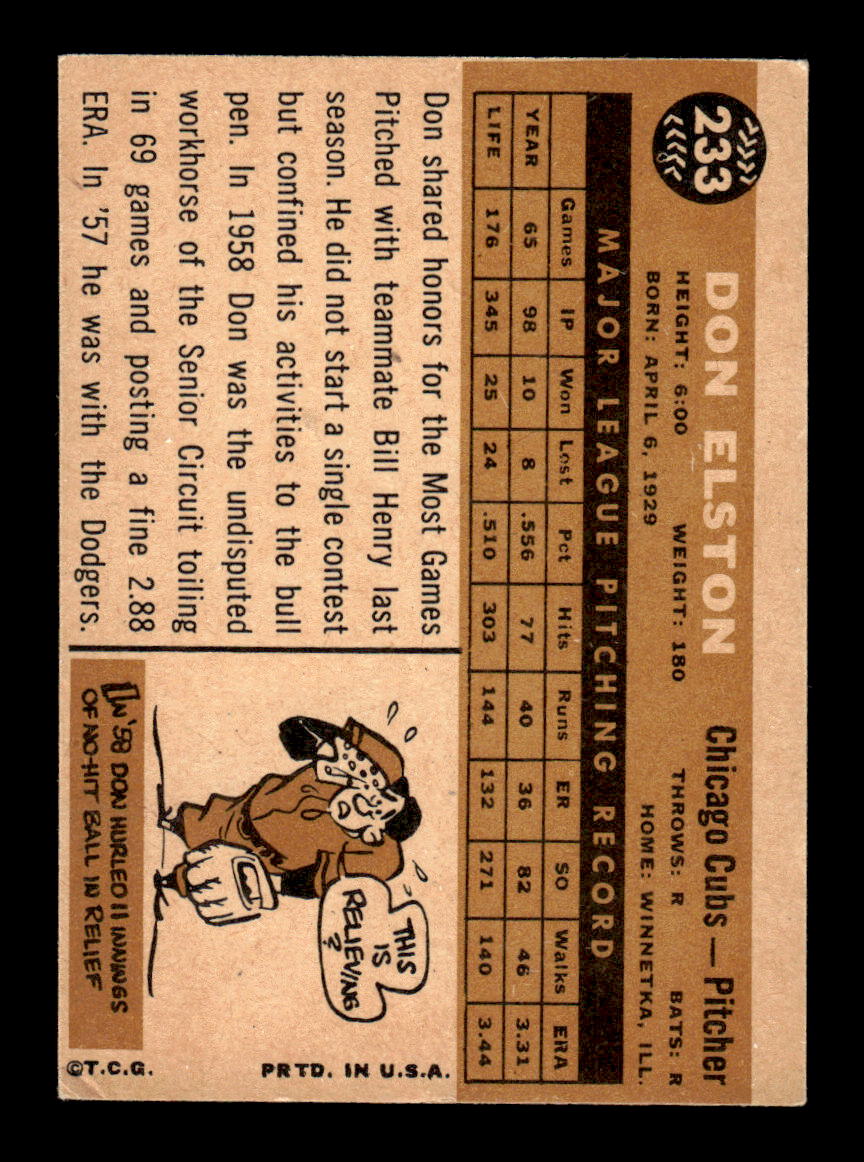 233
DON ELSTON Chicago Cubs — Pitcher
HEIGHT: 6:00 WEIGHT: 180 THROWS: R BATS: R
BORN: APRIL 6, 1929 HOME: WINNETKA, ILL.
MAJOR LEAGUE PITCHING RECORD
Games IP Won Lost Pct Hits Runs ER SO Walks ERA
YEAR 65 98 10 8 .556 77 40 36 82 46 3.31
LIFE 176 345 25 24 .510 303 144 132 271 140 3.44
Don shared honors for the Most Games
Pitched with teammate Bill Henry last
season. He did not start a single contest
but confined his activities to the bull
pen. In 1958 Don was the undisputed
workhorse of the Senior Circuit toiling
in 69 games and posting a fine 2.88
ERA. In '57 he was with the Dodgers.
THIS
IS
RELIEVING
?
IN '58 DON HURLED 11 INNINGS
OF NO-HIT BALL IN RELIEF
©T.C.G. PRTD. IN U.S.A.